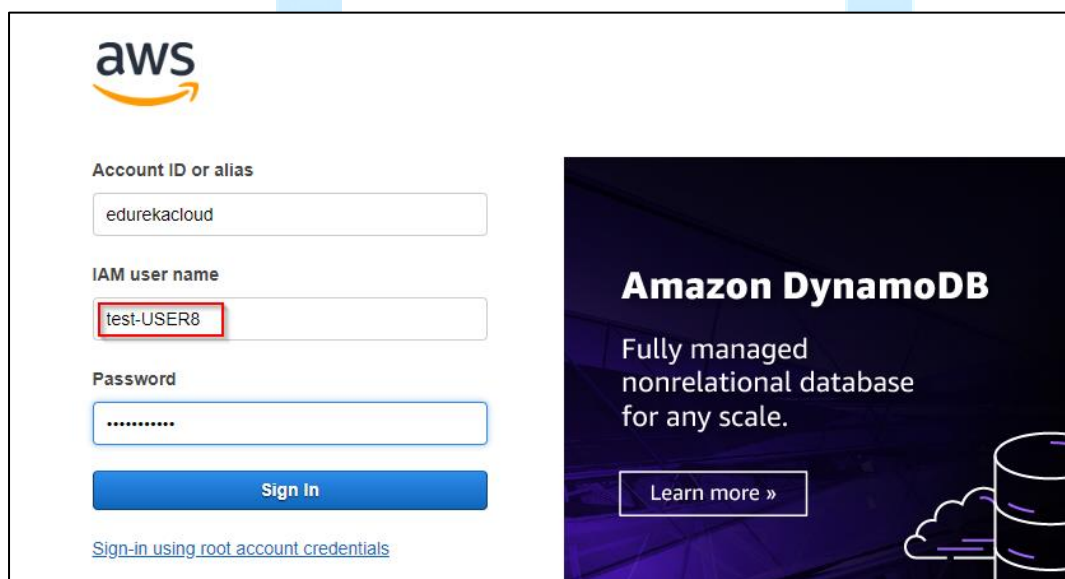 aws
Account ID or alias
edurekacloud
IAM user name
test-USER8
Password
•••••••••••
Sign In
Sign-in using root account credentials
Amazon DynamoDB
Fully managed
nonrelational database
for any scale.
Learn more »